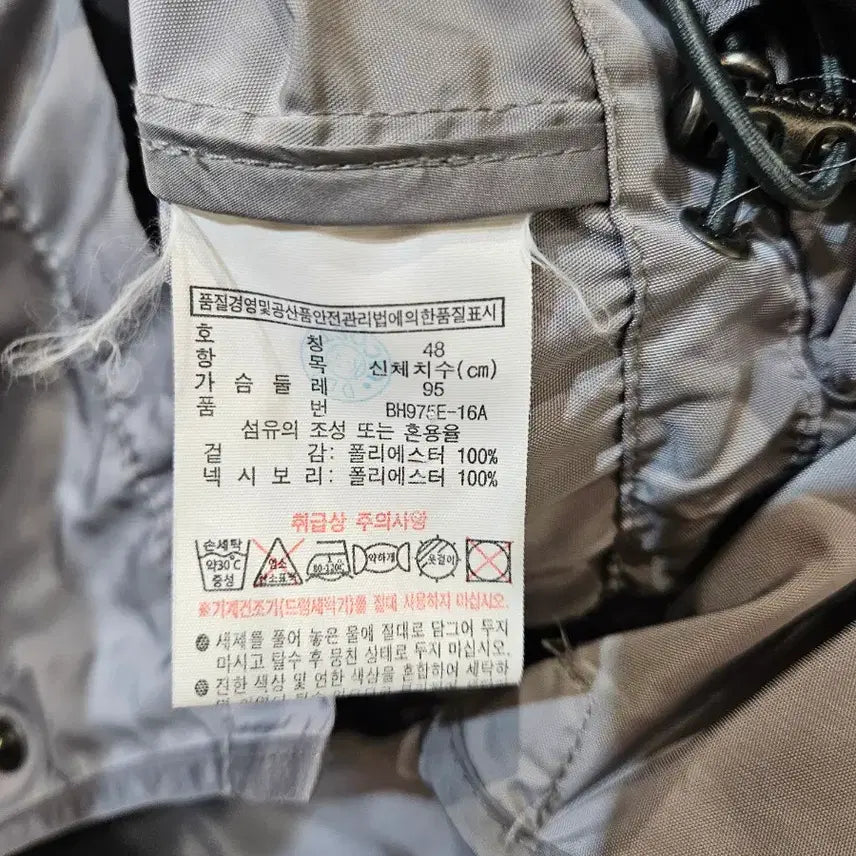 품질경영및공산품안전관리법에의한품질표시
호 칭 48
항 목 신체치수(cm)
가 슴 둘 레 95
품 번 BH975E-16A
섬유의 조성 또는 혼용율
겉 감: 폴리에스터 100%
넥 시 보 리: 폴리에스터 100%
취급상 주의사항
손세탁 약30℃ 중성 염소 산소표백 80-120℃ 약하게 옷걸이
※기계건조기(드럼세탁기)를 절대 사용하지 마십시오.
세제를 풀어 놓은 물에 절대로 담그어 두지
마시고 탈수 후 뭉친 상태로 두지 마십시오.
진한 색상 및 연한 색상을 혼합하여 세탁하